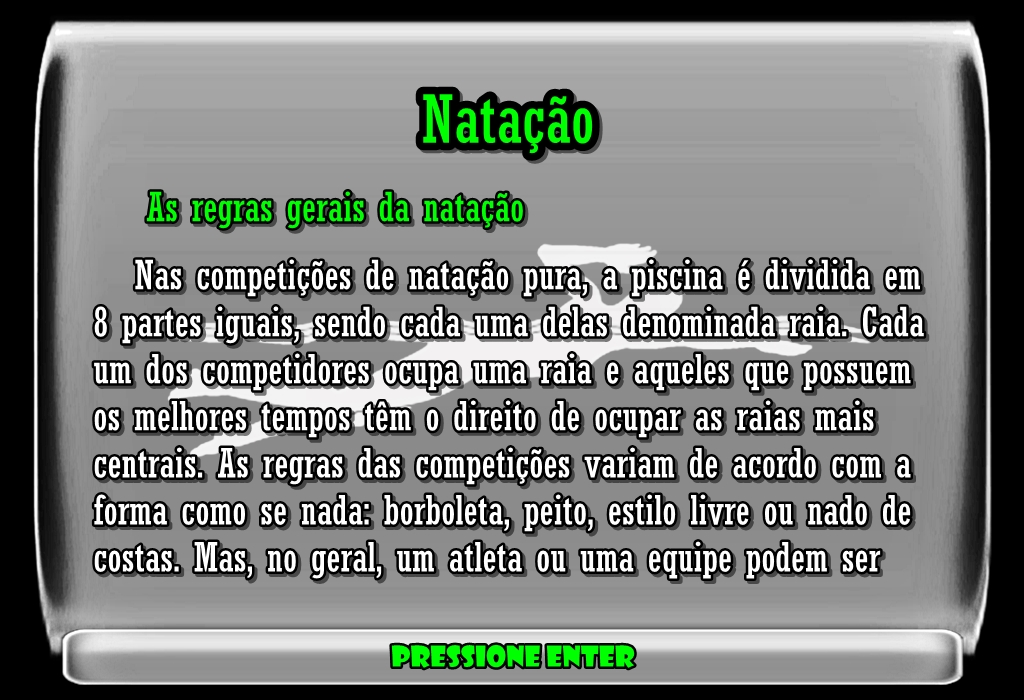 Natação
As regras gerais da natação
Nas competições de natação pura, a piscina é dividida em
8 partes iguais, sendo cada uma delas denominada raia. Cada
um dos competidores ocupa uma raia e aqueles que possuem
os melhores tempos têm o direito de ocupar as raias mais
centrais. As regras das competições variam de acordo com a
forma como se nada: borboleta, peito, estilo livre ou nado de
costas. Mas, no geral, um atleta ou uma equipe podem ser
PRESSIONE ENTER